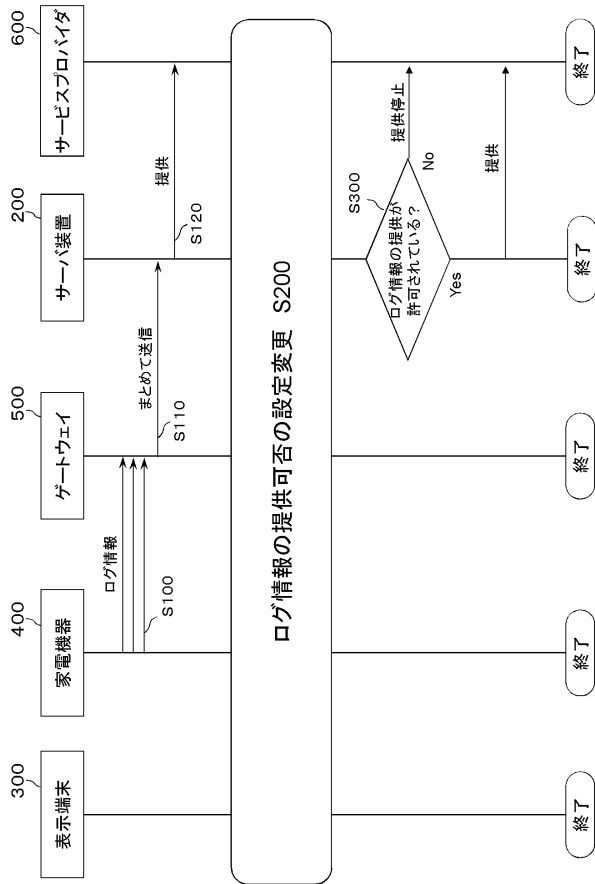 300
表示端末
400
家電機器
500
ゲートウェイ
200
サーバ装置
600
サービスプロバイダ
ログ情報
S100
まとめて送信
S110
提供
S120
ログ情報の提供可否の設定変更 S200
S300
ログ情報の提供が
許可されている?
提供停止
No
Yes
提供
終了
終了
終了
終了
終了